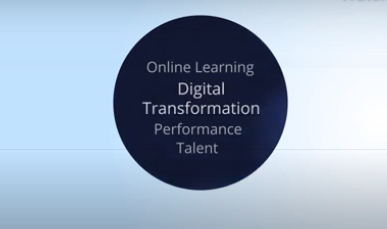 Online Learning
Digital
Transformation
Performance
Talent